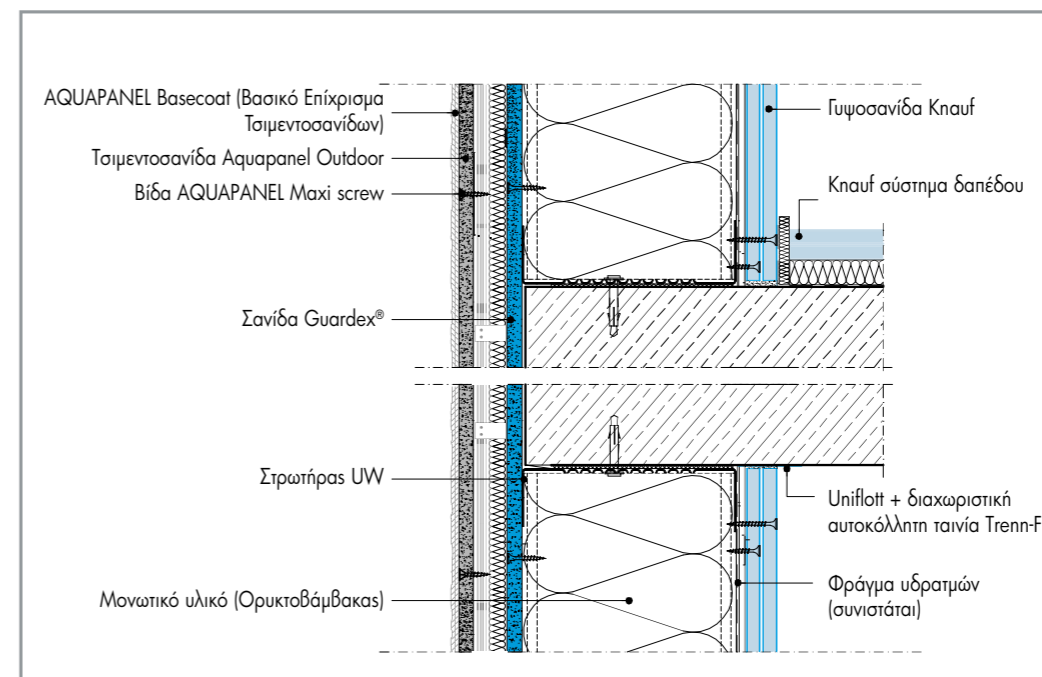 AQUAPANEL Basecoat (Βασικό Επίχρισμα
Τσιμεντοσανίδων)
Τσιμεντοσανίδα Aquapanel Outdoor
Βίδα AQUAPANEL Maxi screw
Σανίδα Guardex®
Στρωτήρας UW
Μονωτικό υλικό (Ορυκτοβάμβακας)
Γυψοσανίδα Knauf
Knauf σύστημα δαπέδου
Uniflott + διαχωριστική
αυτοκόλλητη ταινία Trenn-F
Φράγμα υδρατμών
(συνιστάται)